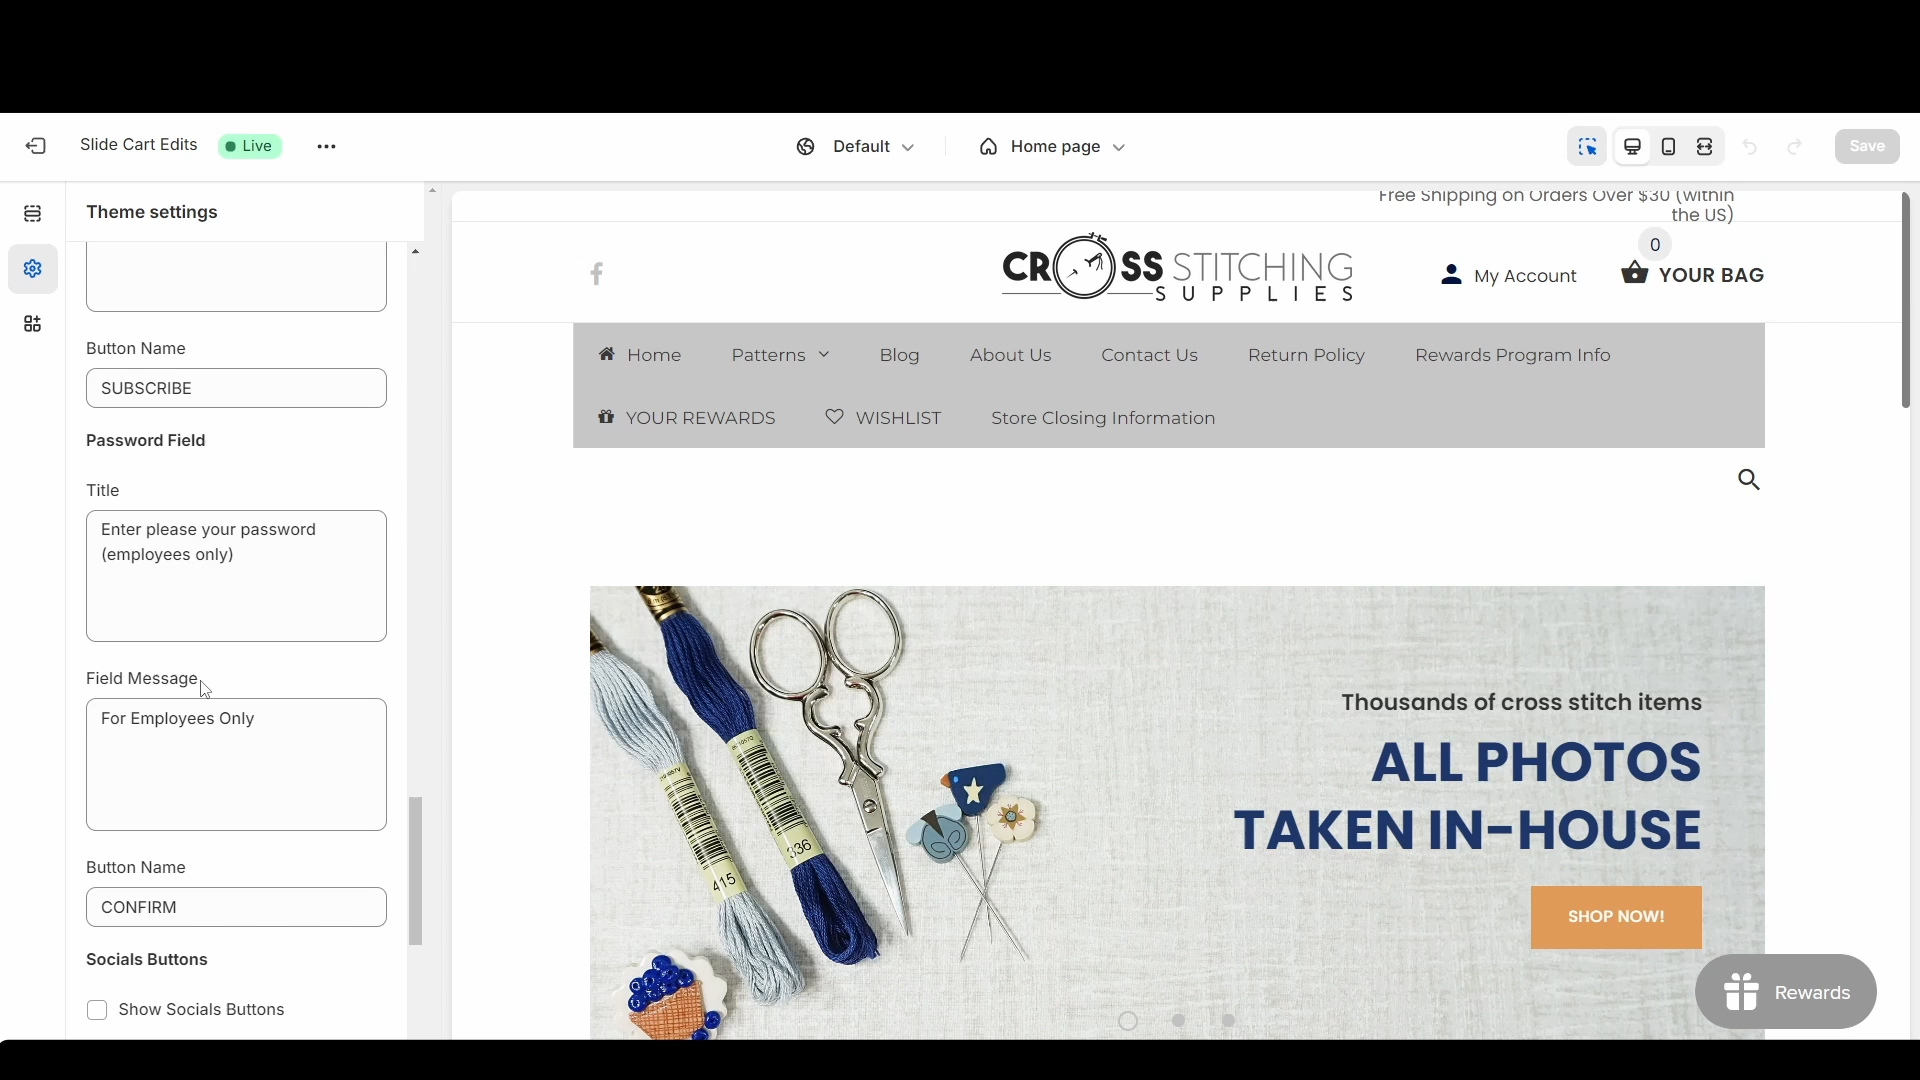 Slide Cart Edits
Live
Default
Home page
Save
Theme settings
Button Name
SUBSCRIBE
Password Field
Title
Enter please your password
(employees only)
Field Message
For Employees Only
Button Name
CONFIRM
Socials Buttons
Show Socials Buttons
Free Shipping on Orders Over $30 (within
the US)
CROSS STITCHING
SUPPLIES
My Account
0
YOUR BAG
Home
Patterns
Blog
About Us
Contact Us
Return Policy
Rewards Program Info
YOUR REWARDS
WISHLIST
Store Closing Information
Thousands of cross stitch items
ALL PHOTOS
TAKEN IN-HOUSE
SHOP NOW!
415
336
Rewards